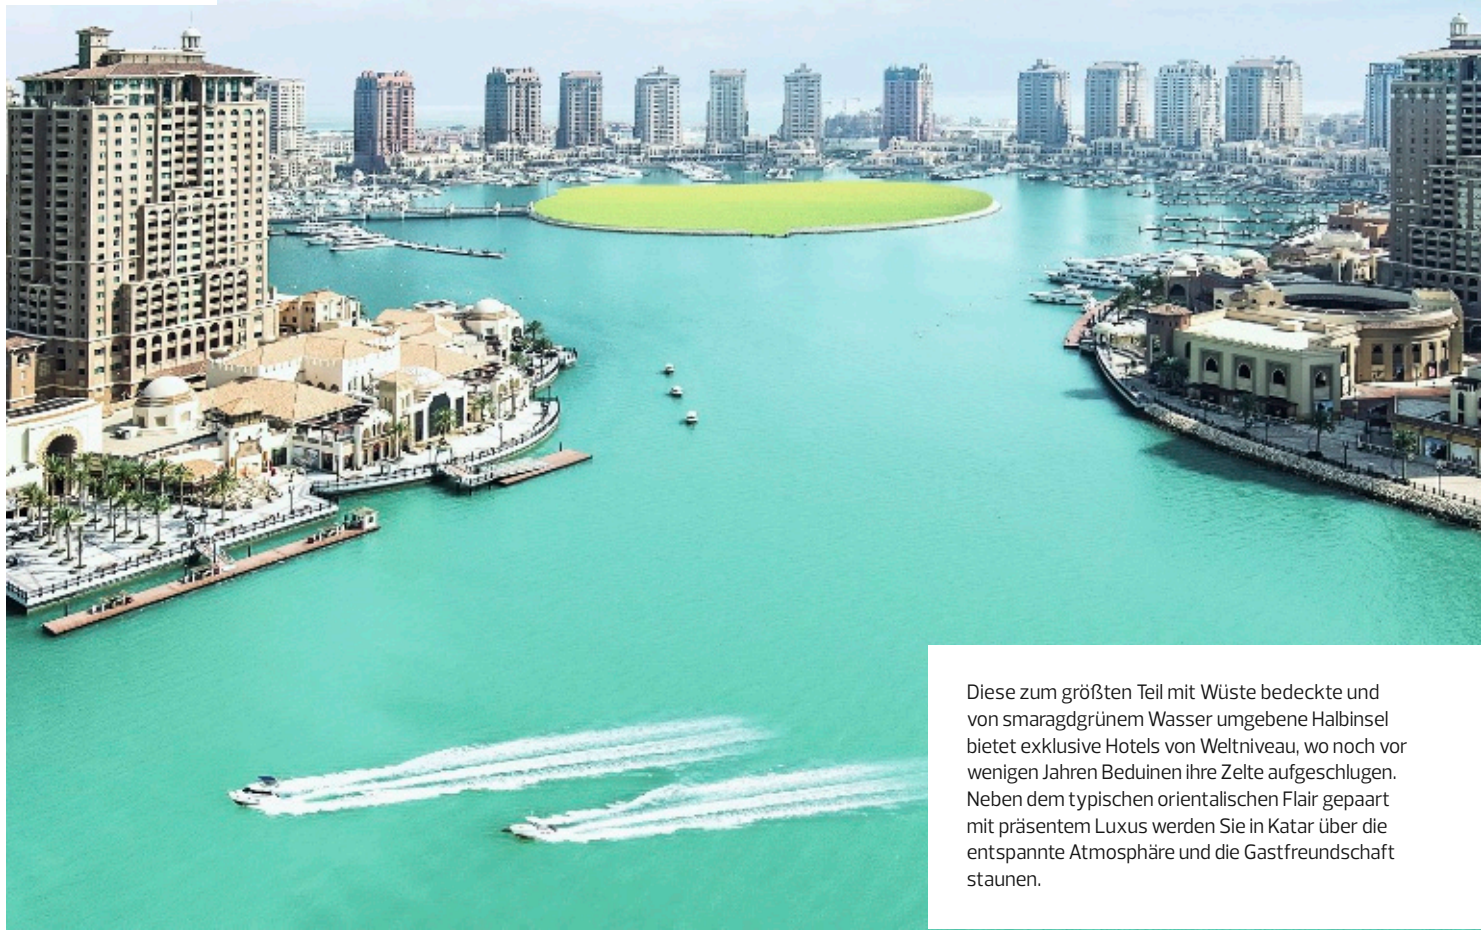 Diese zum größten Teil mit Wüste bedeckte und
von smaragdgrünem Wasser umgebene Halbinsel
bietet exklusive Hotels von Weltniveau, wo noch vor
wenigen Jahren Beduinen ihre Zelte aufgeschlugen.
Neben dem typischen orientalischen Flair gepaart
mit präsentem Luxus werden Sie in Katar über die
entspannte Atmosphäre und die Gastfreundschaft
staunen.